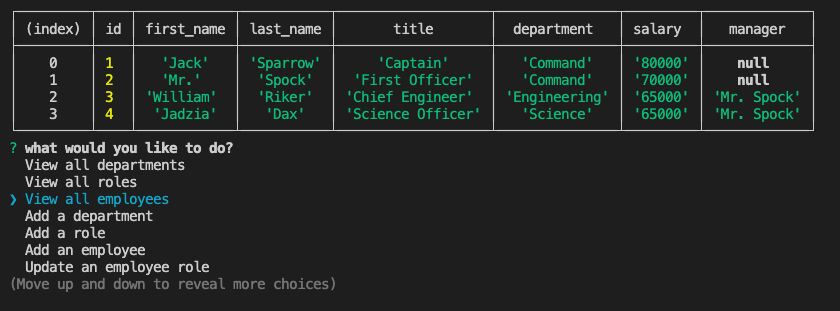 (index) id first_name last_name title department salary manager
0 1 'Jack' 'Sparrow' 'Captain' 'Command' '80000' null
1 2 'Mr.' 'Spock' 'First Officer' 'Command' '70000' null
2 3 'William' 'Riker' 'Chief Engineer' 'Engineering' '65000' 'Mr. Spock'
3 4 'Jadzia' 'Dax' 'Science Officer' 'Science' '65000' 'Mr. Spock'
? what would you like to do?
View all departments
View all roles
❯ View all employees
Add a department
Add a role
Add an employee
Update an employee role
(Move up and down to reveal more choices)